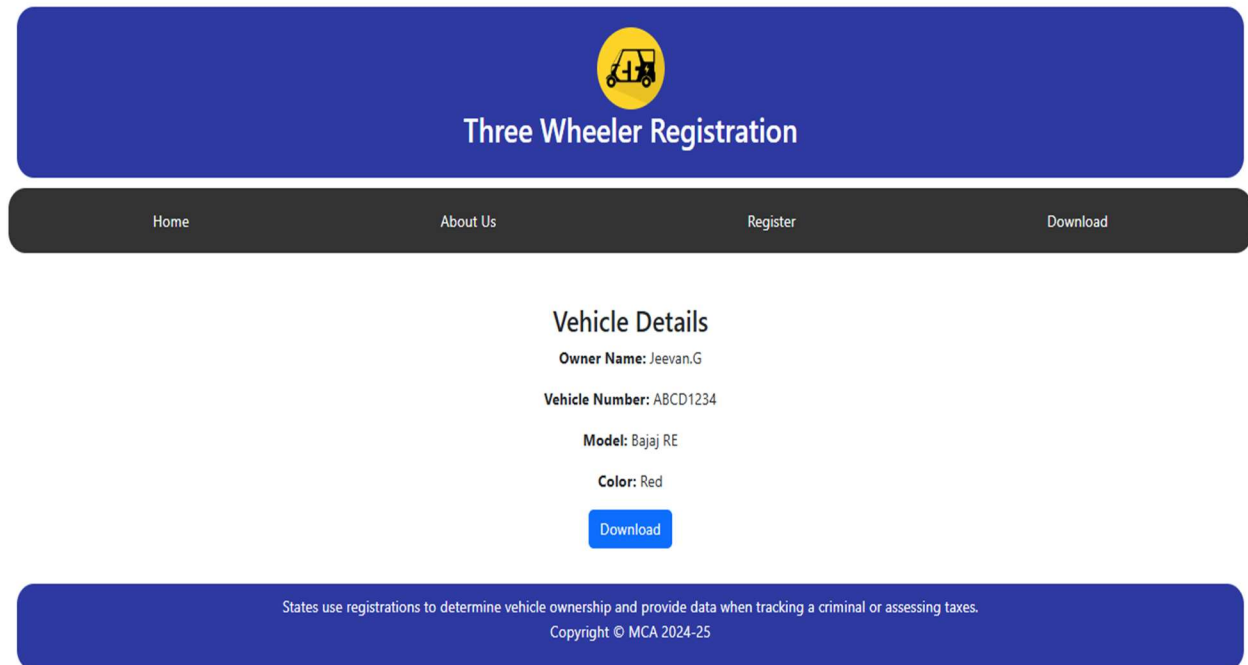 Three Wheeler Registration
Home About Us Register Download
Vehicle Details
Owner Name: Jeevan.G
Vehicle Number: ABCD1234
Model: Bajaj RE
Color: Red
Download
States use registrations to determine vehicle ownership and provide data when tracking a criminal or assessing taxes.
Copyright © MCA 2024-25